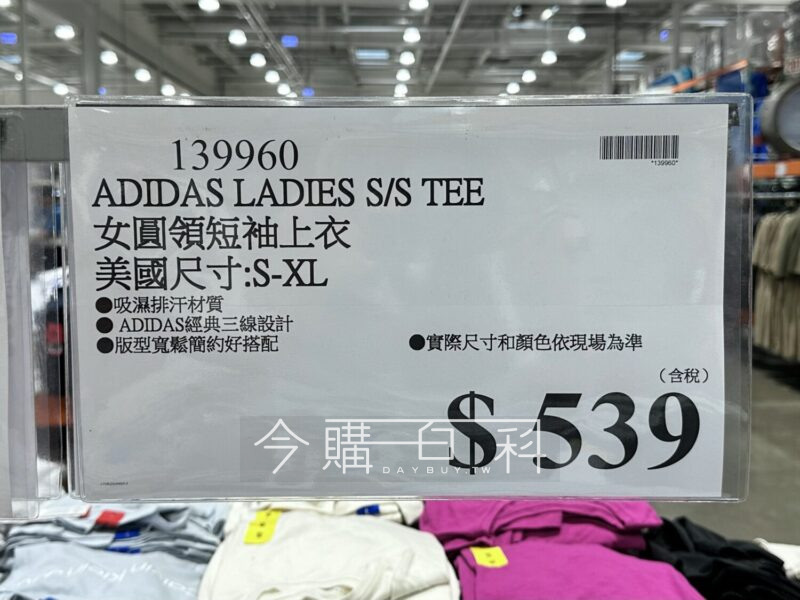 139960
*139960*
ADIDAS LADIES S/S TEE
女圓領短袖上衣
美國尺寸:S-XL
●吸濕排汗材質
● ADIDAS經典三線設計
●版型寬鬆簡約好搭配
●實際尺寸和顏色依現場為準
(含稅)
$ 539
今購百科
DAYBUY.TW